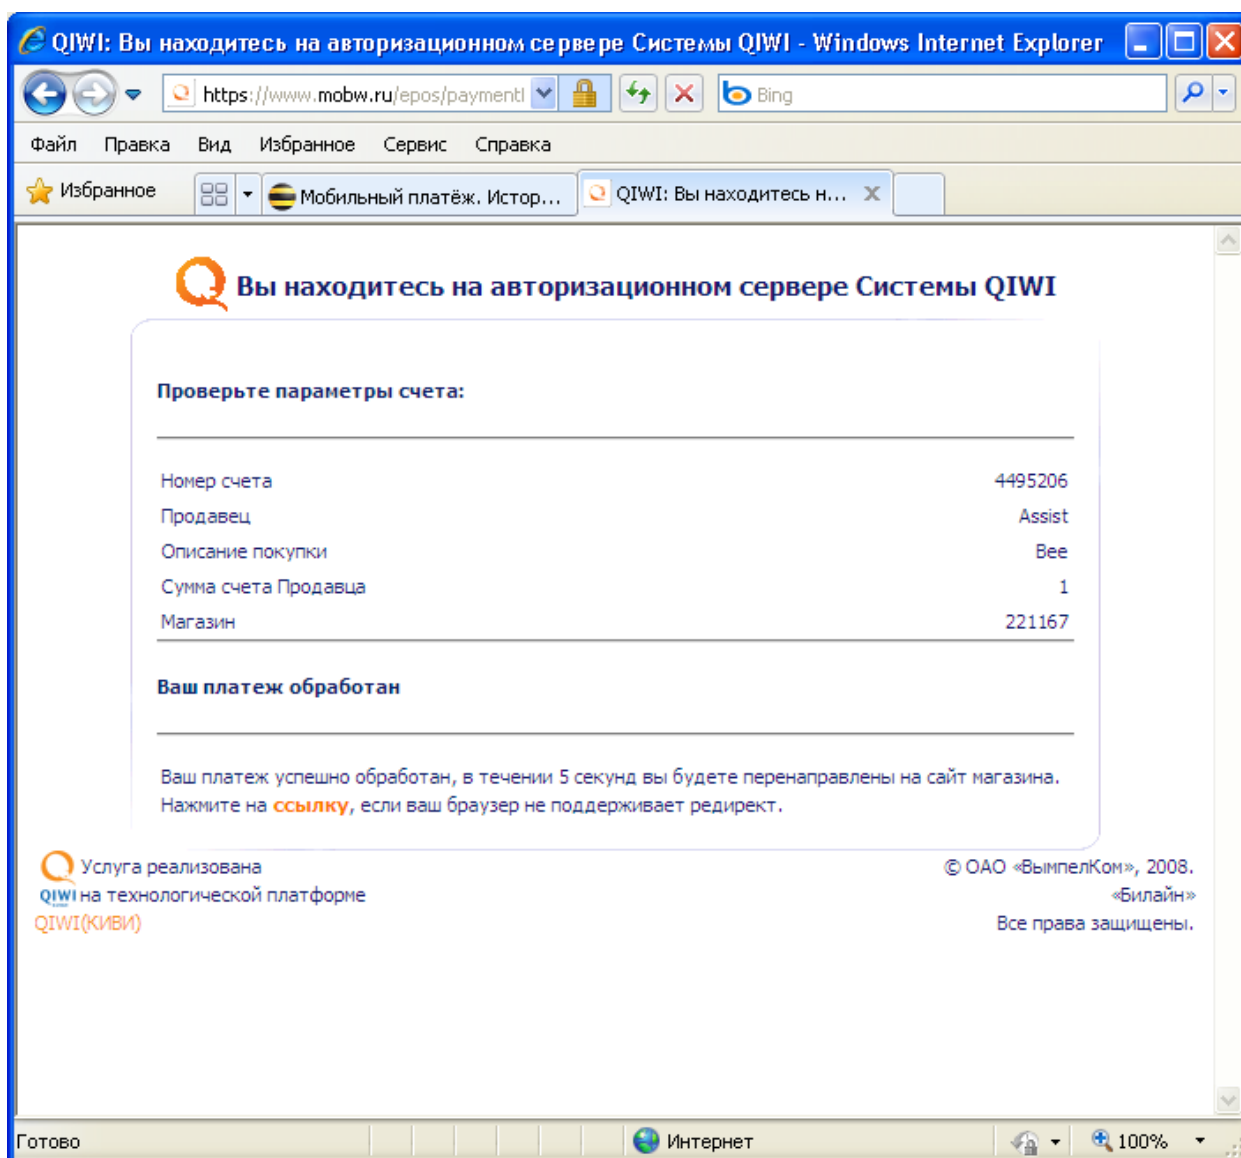 QIWI: Вы находитесь на авторизационном сервере Системы QIWI - Windows Internet Explorer
https://www.mobw.ru/epos/paymentl
Bing
Файл Правка Вид Избранное Сервис Справка
Избранное
Мобильный платёж. Истор...
QIWI: Вы находитесь н...
Вы находитесь на авторизационном сервере Системы QIWI
Проверьте параметры счета:
Номер счета 4495206
Продавец Assist
Описание покупки Bee
Сумма счета Продавца 1
Магазин 221167
Ваш платеж обработан
Ваш платеж успешно обработан, в течении 5 секунд вы будете перенаправлены на сайт магазина.
Нажмите на ссылку, если ваш браузер не поддерживает редирект.
Услуга реализована
QIWI на технологической платформе
QIWI(КИВИ)
© ОАО «ВымпелКом», 2008.
«Билайн»
Все права защищены.
Готово
Интернет
100%